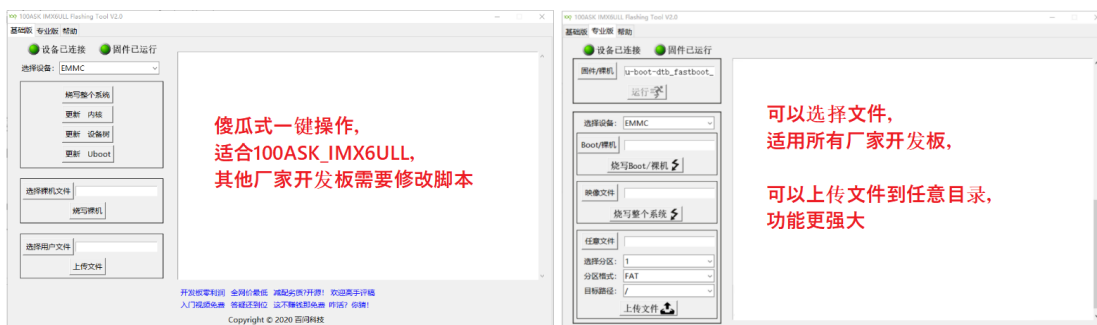 100ASK IMX6ULL Flashing Tool V2.0
基础版 专业版 帮助
设备已连接 固件已运行
选择设备: EMMC
烧写整个系统
更新 内核
更新 设备树
更新 Uboot
选择裸机文件
烧写裸机
选择用户文件
上传文件
傻瓜式一键操作,
适合100ASK_IMX6ULL,
其他厂家开发板需要修改脚本
开发板零利润 全网价最低 减配劣质?开源! 欢迎高手评稿
入门视频免费 答疑还到位 这不赚钱即免费 咋活? 你猜!
Copyright © 2020 百问科技
100ASK IMX6ULL Flashing Tool V2.0
基础版 专业版 帮助
设备已连接 固件已运行
固件/裸机 u-boot-dtb_fastboot_
运行
选择设备: EMMC
Boot/裸机
烧写Boot/裸机
映像文件
烧写整个系统
任意文件
选择分区: 1
分区格式: FAT
目标路径: /
上传文件
可以选择文件,
适用所有厂家开发板,
可以上传文件到任意目录,
功能更强大